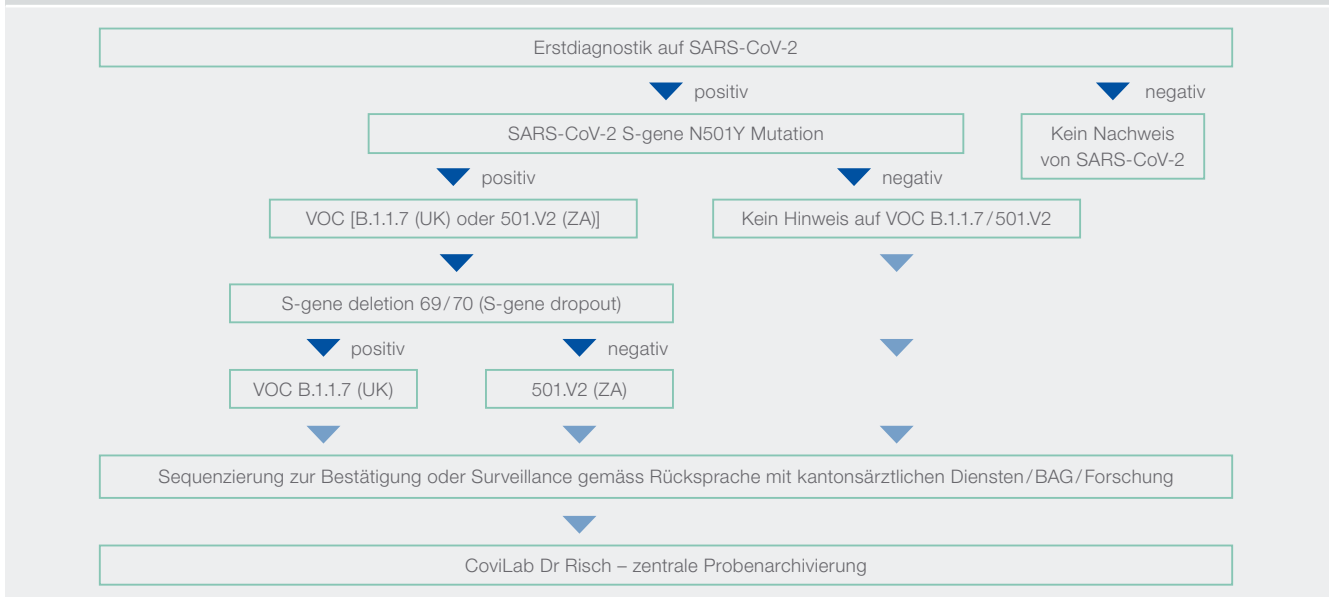 Erstdiagnostik auf SARS-CoV-2
positiv
negativ
SARS-CoV-2 S-gene N501Y Mutation
Kein Nachweis
von SARS-CoV-2
positiv
negativ
VOC [B.1.1.7 (UK) oder 501.V2 (ZA)]
Kein Hinweis auf VOC B.1.1.7/501.V2
S-gene deletion 69/70 (S-gene dropout)
positiv
negativ
VOC B.1.1.7 (UK)
501.V2 (ZA)
Sequenzierung zur Bestätigung oder Surveillance gemäss Rücksprache mit kantonsärztlichen Diensten/BAG/Forschung
CoviLab Dr Risch – zentrale Probenarchivierung